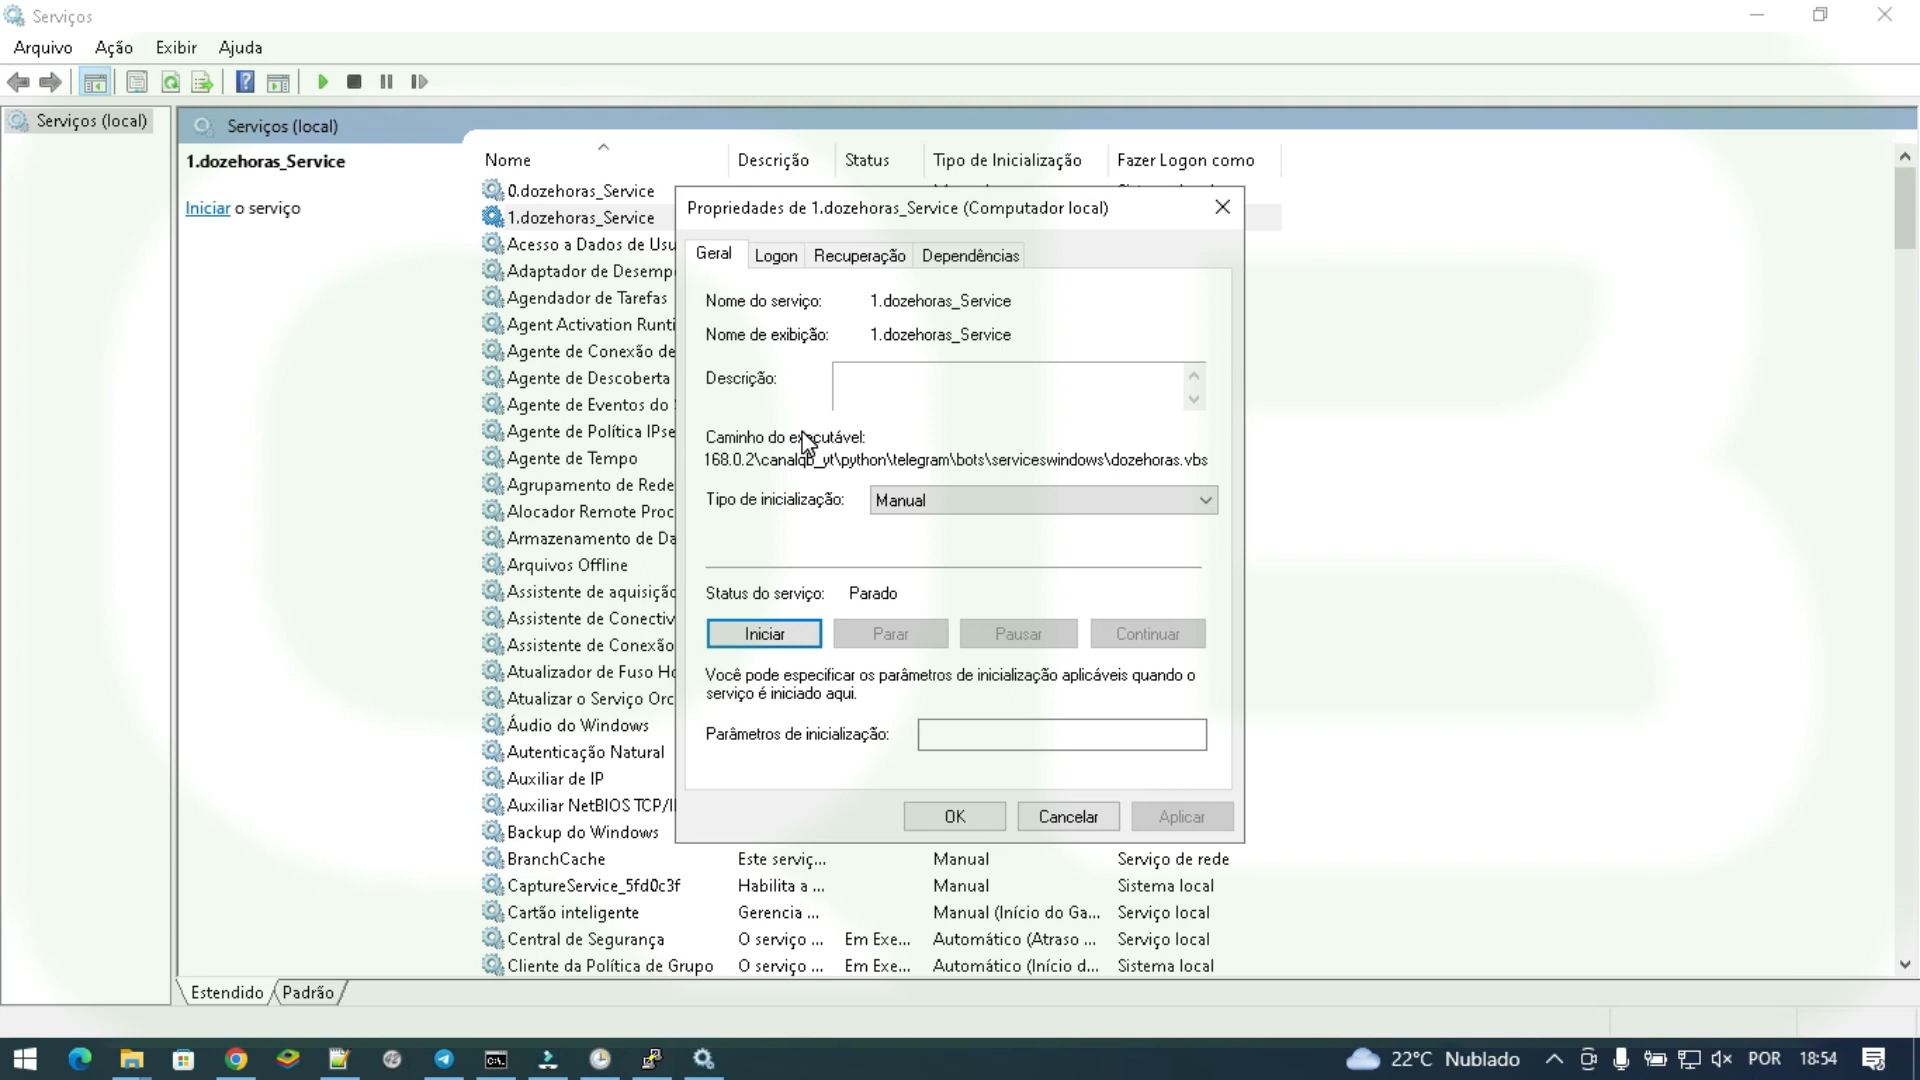 Serviços
Arquivo Ação Exibir Ajuda
Serviços (local)
Serviços (local)
1.dozehoras_Service
Iniciar o serviço
Nome Descrição Status Tipo de Inicialização Fazer Logon como
0.dozehoras_Service
1.dozehoras_Service
Acesso a Dados de Usu
Adaptador de Desemp
Agendador de Tarefas
Agent Activation Runti
Agente de Conexão de
Agente de Descoberta
Agente de Eventos do
Agente de Política IPse
Agente de Tempo
Agrupamento de Rede
Alocador Remote Proc
Armazenamento de Da
Arquivos Offline
Assistente de aquisiçã
Assistente de Conectiv
Assistente de Conexão
Atualizador de Fuso Ho
Atualizar o Serviço Orc
Áudio do Windows
Autenticação Natural
Auxiliar de IP
Auxiliar NetBIOS TCP/I
Backup do Windows
BranchCache Este serviç... Manual Serviço de rede
CaptureService_5fd0c3f Habilita a ... Manual Sistema local
Cartão inteligente Gerencia ... Manual (Início do Ga... Serviço local
Central de Segurança O serviço ... Em Exe... Automático (Atraso ... Serviço local
Cliente da Política de Grupo O serviço ... Em Exe... Automático (Início d... Sistema local
Propriedades de 1.dozehoras_Service (Computador local)
Geral Logon Recuperação Dependências
Nome do serviço: 1.dozehoras_Service
Nome de exibição: 1.dozehoras_Service
Descrição:
Caminho do executável:
168.0.2\canalqb_yt\python\telegram\bots\serviceswindows\dozehoras.vbs
Tipo de inicialização: Manual
Status do serviço: Parado
Iniciar Parar Pausar Continuar
Você pode especificar os parâmetros de inicialização aplicáveis quando o
serviço é iniciado aqui.
Parâmetros de inicialização:
OK Cancelar Aplicar
Estendido Padrão
22°C Nublado POR 18:54